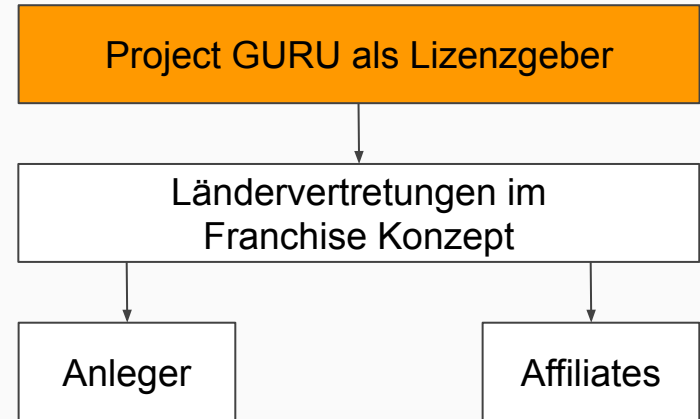 Project GURU als Lizenzgeber
Ländervertretungen im
Franchise Konzept
Anleger
Affiliates